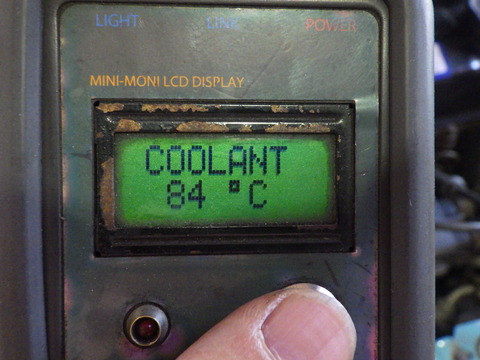 LIGHT LINK POWER
MINI-MONI LCD DISPLAY
COOLANT
84 °C